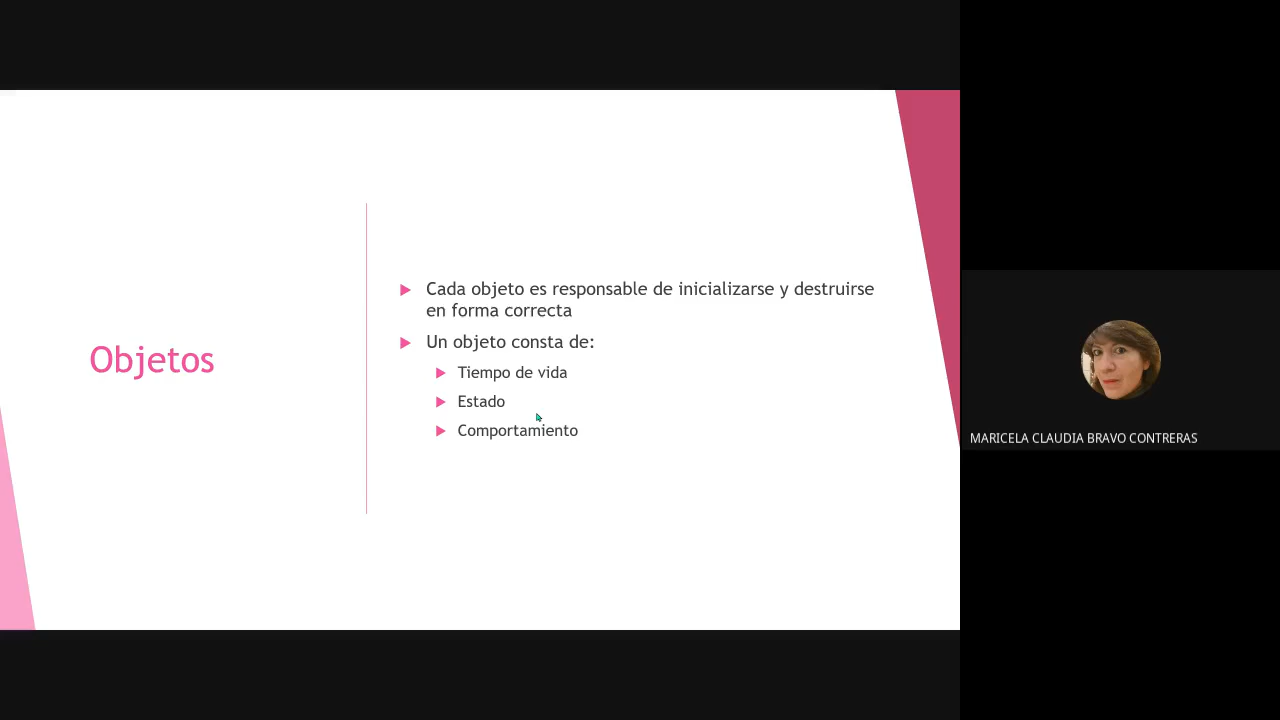 Objetos
Cada objeto es responsable de inicializarse y destruirse
en forma correcta
Un objeto consta de:
Tiempo de vida
Estado
Comportamiento
MARICELA CLAUDIA BRAVO CONTRERAS